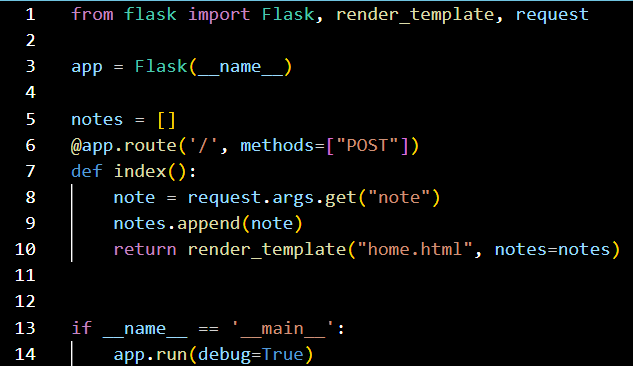 1 from flask import Flask, render_template, request
2
3 app = Flask(__name__)
4
5 notes = []
6 @app.route('/', methods=["POST"])
7 def index():
8     note = request.args.get("note")
9     notes.append(note)
10     return render_template("home.html", notes=notes)
11
12
13 if __name__ == '__main__':
14     app.run(debug=True)